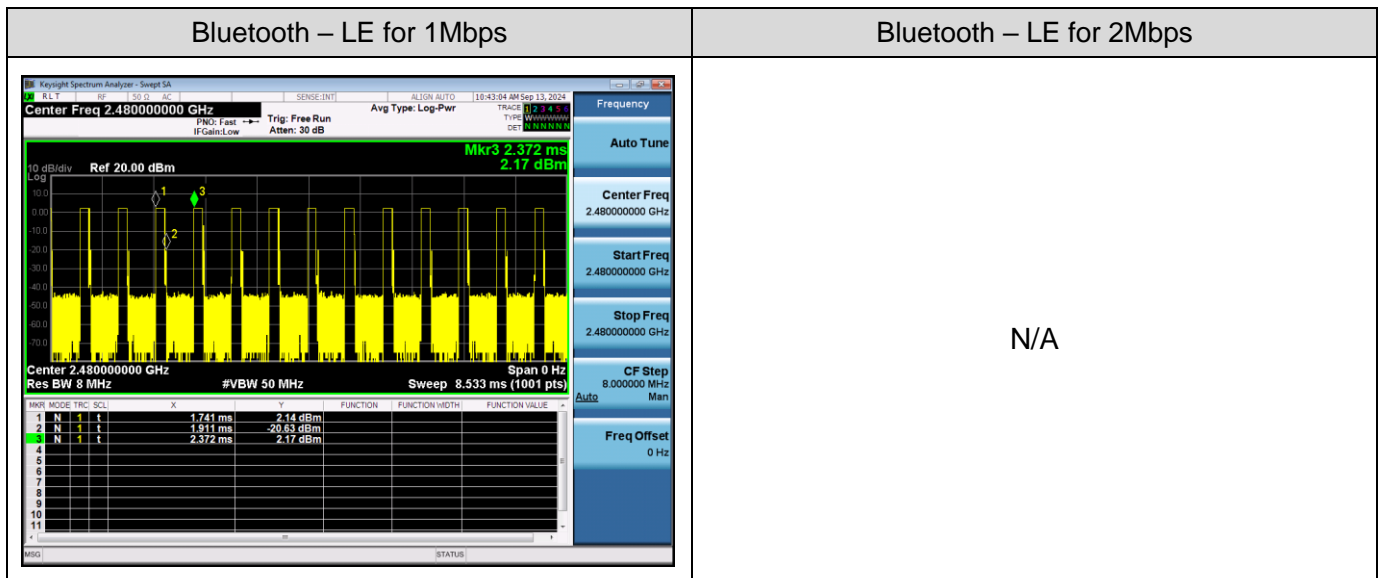 Bluetooth – LE for 1Mbps
Bluetooth – LE for 2Mbps
Keysight Spectrum Analyzer - Swept SA
RLT RF 50 Ω AC SENSE:INT ALIGN AUTO 10:43:04 AM Sep 13, 2024
Center Freq 2.480000000 GHz
PNO: Fast
IFGain:Low
Trig: Free Run
Atten: 30 dB
Avg Type: Log-Pwr
TRACE 1 2 3 4 5 6
TYPE WWWWWW
DET N N N N N N
Mkr3 2.372 ms
2.17 dBm
10 dB/div Ref 20.00 dBm
Log
10.0
0.00
-10.0
-20.0
-30.0
-40.0
-50.0
-60.0
-70.0
1
2
3
Center 2.480000000 GHz Span 0 Hz
Res BW 8 MHz #VBW 50 MHz Sweep 8.533 ms (1001 pts)
MKR MODE TRC SCL X Y FUNCTION FUNCTION WIDTH FUNCTION VALUE
1 N 1 t 1.741 ms 2.14 dBm
2 N 1 t 1.911 ms -20.63 dBm
3 N 1 t 2.372 ms 2.17 dBm
4
5
6
7
8
9
10
11
MSG STATUS
Frequency
Auto Tune
Center Freq
2.480000000 GHz
Start Freq
2.480000000 GHz
Stop Freq
2.480000000 GHz
CF Step
8.000000 MHz
Auto Man
Freq Offset
0 Hz
N/A